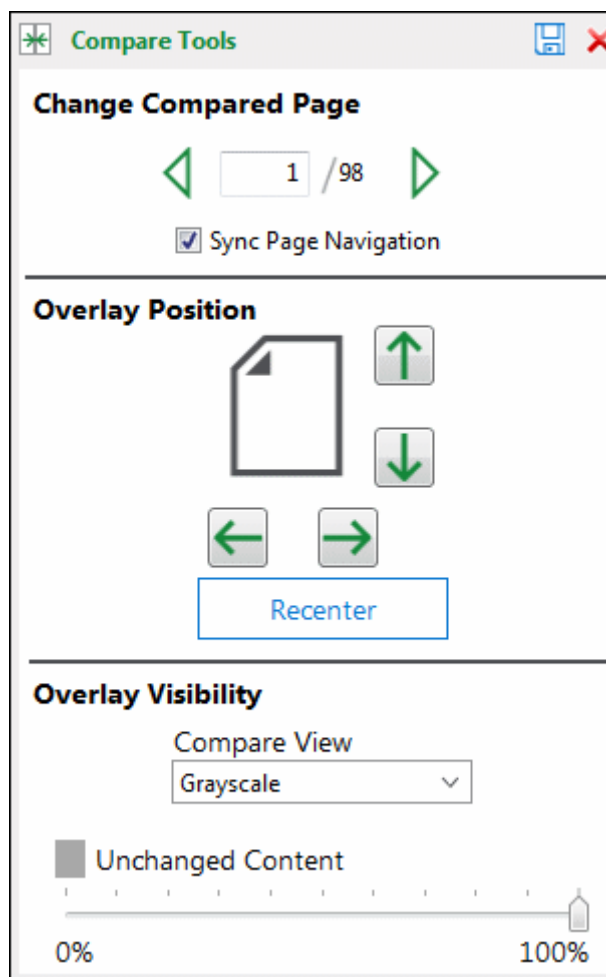 Compare Tools
Change Compared Page
1 /98
Sync Page Navigation
Overlay Position
Recenter
Overlay Visibility
Compare View
Grayscale
Unchanged Content
0% 100%